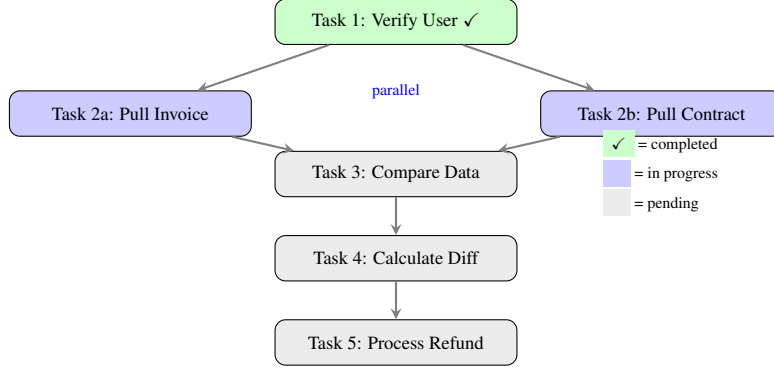 Task 1: Verify User ✓
parallel
Task 2a: Pull Invoice
Task 2b: Pull Contract
✓ = completed
Task 3: Compare Data
= in progress
= pending
Task 4: Calculate Diff
Task 5: Process Refund